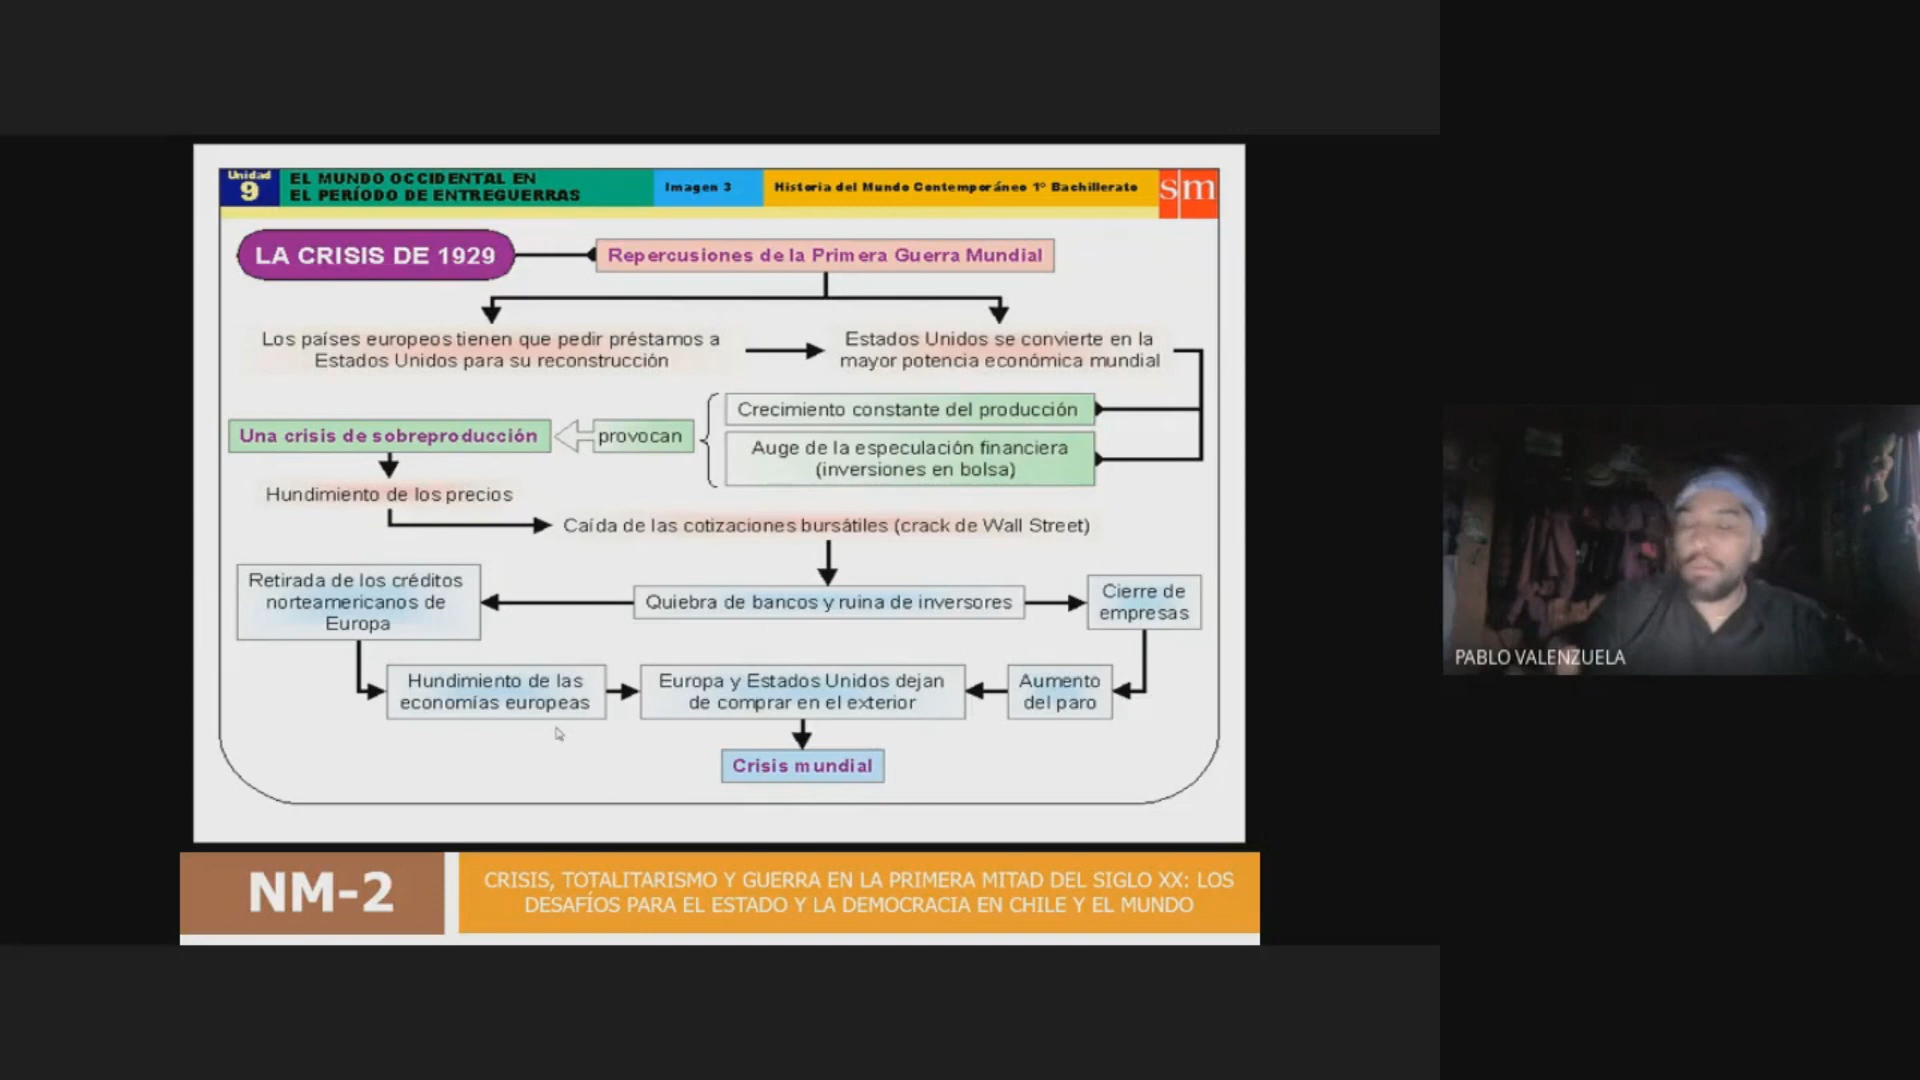 Unidad
9
EL MUNDO OCCIDENTAL EN
EL PERÍODO DE ENTREGUERRAS
Imagen 3
Historia del Mundo Contemporáneo 1º Bachillerato
sm
LA CRISIS DE 1929
Repercusiones de la Primera Guerra Mundial
Los países europeos tienen que pedir préstamos a
Estados Unidos para su reconstrucción
Estados Unidos se convierte en la
mayor potencia económica mundial
Crecimiento constante del producción
Auge de la especulación financiera
(inversiones en bolsa)
provocan
Una crisis de sobreproducción
Hundimiento de los precios
Caída de las cotizaciones bursátiles (crack de Wall Street)
Retirada de los créditos
norteamericanos de
Europa
Quiebra de bancos y ruina de inversores
Cierre de
empresas
Hundimiento de las
economías europeas
Europa y Estados Unidos dejan
de comprar en el exterior
Aumento
del paro
Crisis mundial
NM-2
CRISIS, TOTALITARISMO Y GUERRA EN LA PRIMERA MITAD DEL SIGLO XX: LOS
DESAFÍOS PARA EL ESTADO Y LA DEMOCRACIA EN CHILE Y EL MUNDO
PABLO VALENZUELA